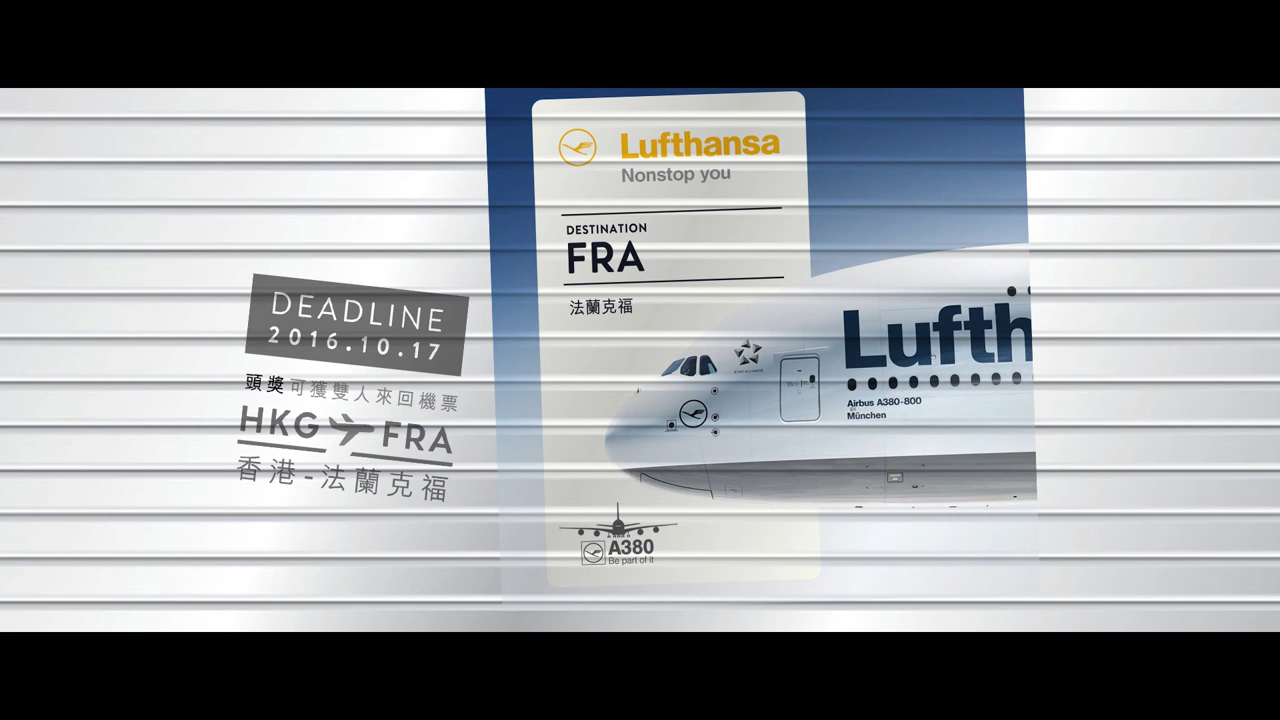 Lufthansa
Nonstop you
DESTINATION
FRA
法蘭克福
DEADLINE
2016.10.17
頭獎可獲雙人來回機票
HKG FRA
香港-法蘭克福
STAR ALLIANCE
Lufth
Airbus A380-800
München
A380
Be part of it